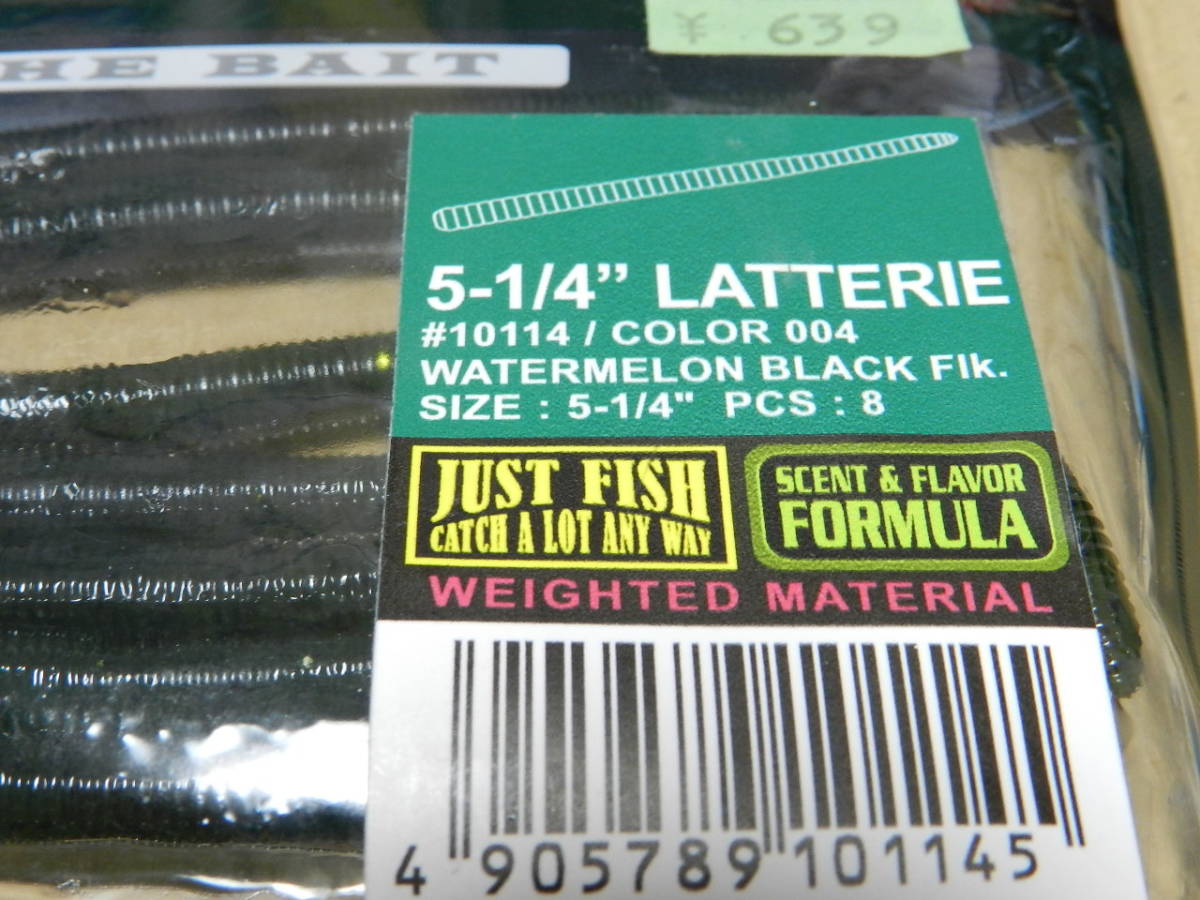 ¥ 639
HE BAIT
5-1/4” LATTERIE
#10114 / COLOR 004
WATERMELON BLACK Flk.
SIZE : 5-1/4" PCS : 8
JUST FISH
CATCH A LOT ANY WAY
SCENT & FLAVOR
FORMULA
WEIGHTED MATERIAL
4 905789 101145